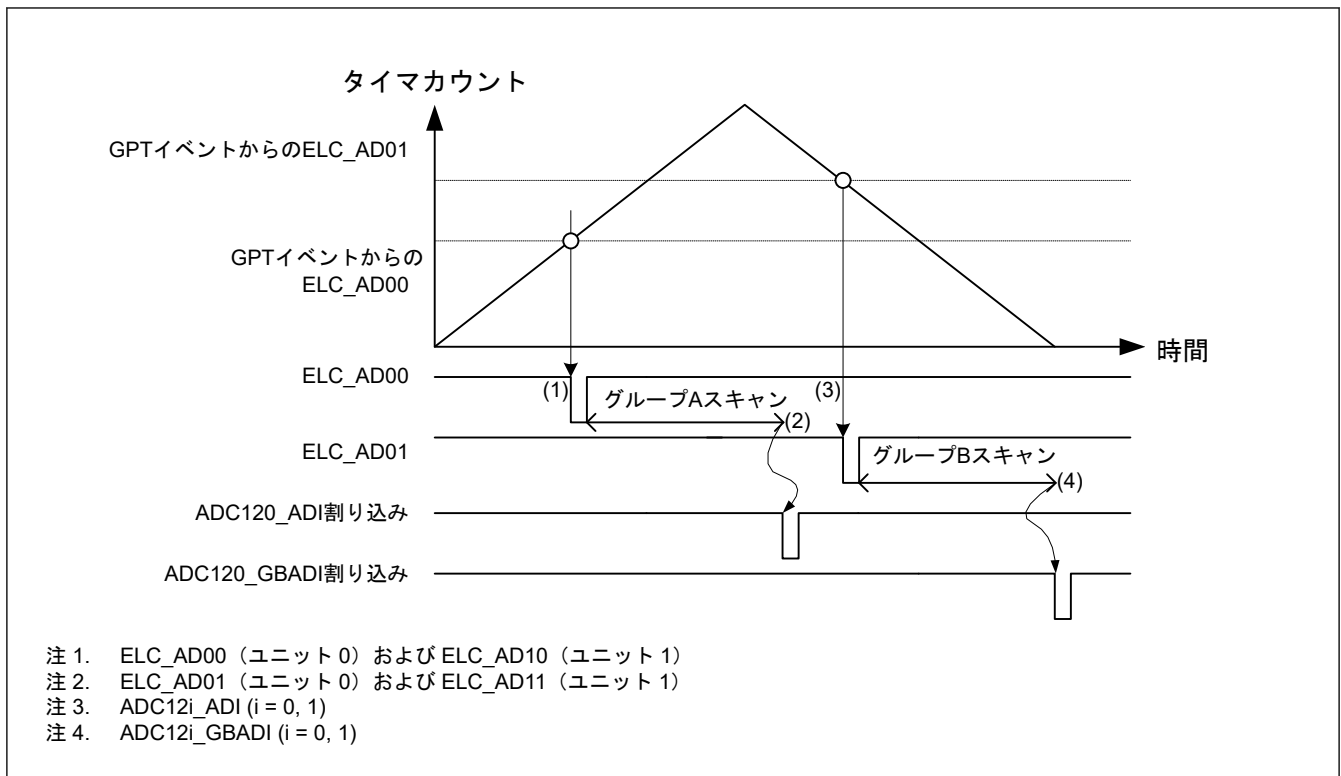 タイマカウント
GPTイベントからのELC_AD01
GPTイベントからの
ELC_AD00
時間
ELC_AD00
(1)
グループAスキャン
(2)
(3)
ELC_AD01
グループBスキャン
(4)
ADC120_ADI割り込み
ADC120_GBADI割り込み
注 1. ELC_AD00（ユニット 0）および ELC_AD10（ユニット 1）
注 2. ELC_AD01（ユニット 0）および ELC_AD11（ユニット 1）
注 3. ADC12i_ADI (i = 0, 1)
注 4. ADC12i_GBADI (i = 0, 1)